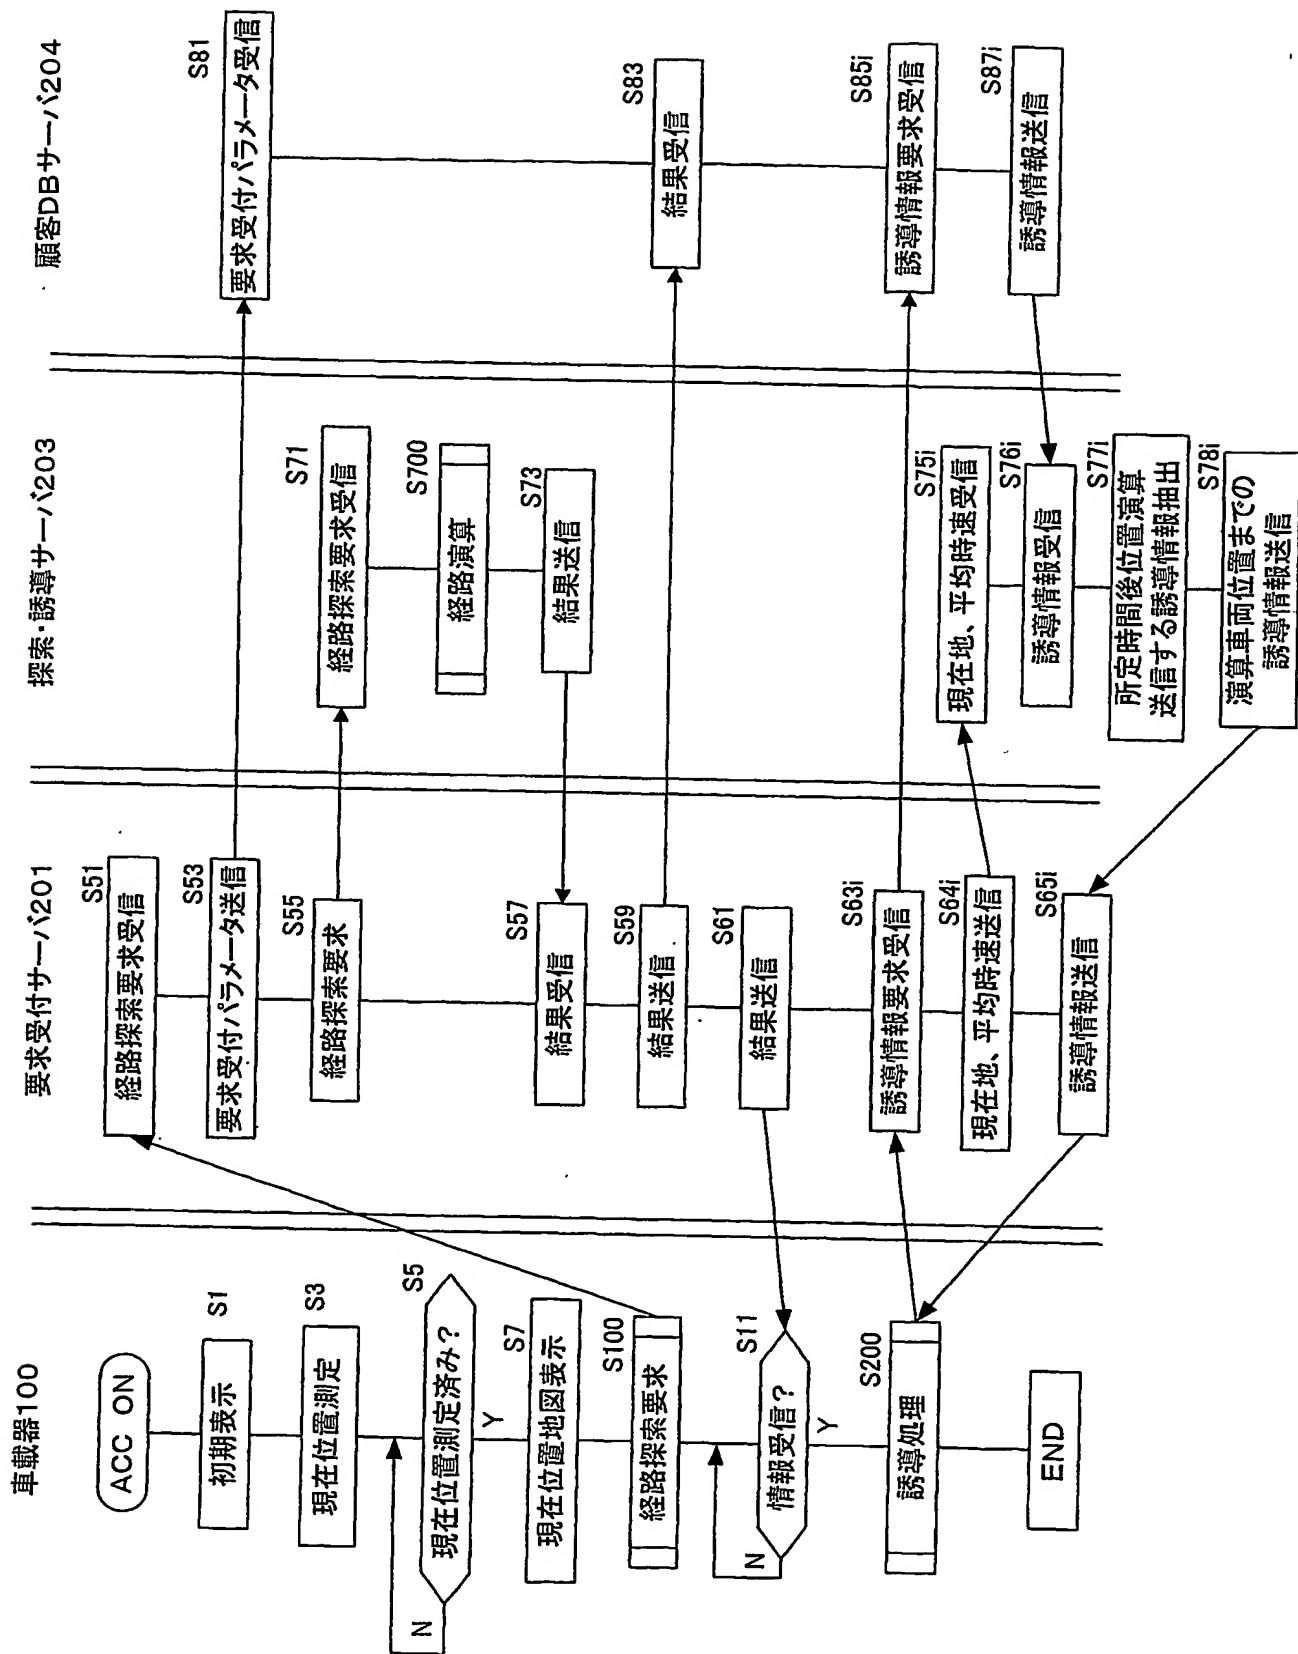 車載器100
ACC ON
S1
初期表示
S3
現在位置測定
S5
現在位置測定済み?
N
Y
S7
現在位置地図表示
S100
経路探索要求
S11
情報受信?
N
Y
S200
誘導処理
END
要求受付サーバ201
S51
経路探索要求受信
S53
要求受付パラメータ送信
S55
経路探索要求
S57
結果受信
S59
結果送信
S61
結果送信
S63i
誘導情報要求受信
S64i
現在地、平均時速送信
S65i
誘導情報送信
探索・誘導サーバ203
S71
経路探索要求受信
S700
経路演算
S73
結果送信
S75i
現在地、平均時速受信
S76i
誘導情報受信
S77i
所定時間後位置演算
送信する誘導情報抽出
S78i
演算車両位置までの
誘導情報送信
顧客DBサーバ204
S81
要求受付パラメータ受信
S83
結果受信
S85i
誘導情報要求受信
S87i
誘導情報送信